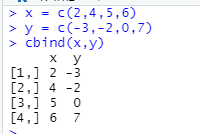 > x = c(2,4,5,6)
> y = c(-3,-2,0,7)
> cbind(x,y)
     x  y
[1,] 2 -3
[2,] 4 -2
[3,] 5  0
[4,] 6  7
>